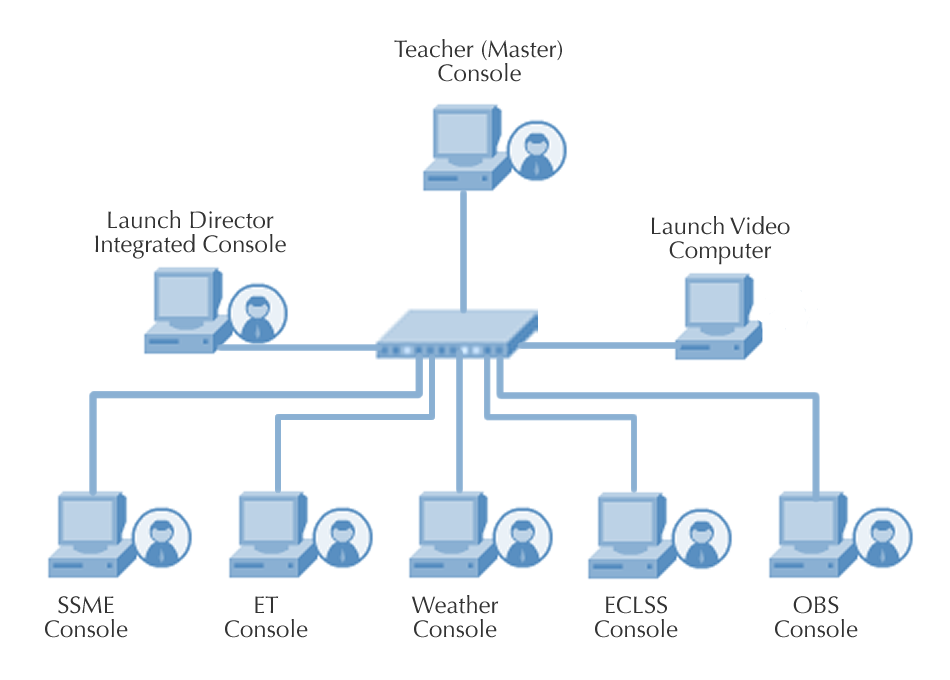 Teacher (Master)
Console
Launch Director
Integrated Console
Launch Video
Computer
SSME
Console
ET
Console
Weather
Console
ECLSS
Console
OBS
Console